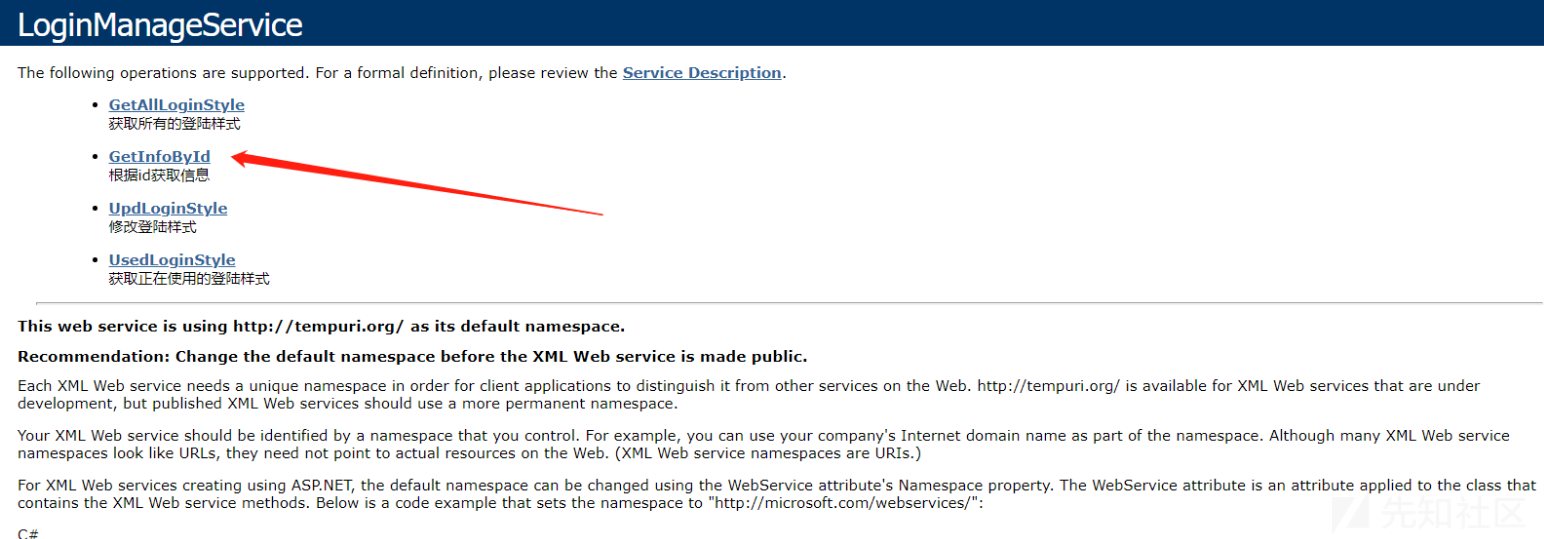 LoginManageService
The following operations are supported. For a formal definition, please review the Service Description.
• GetAllLoginStyle
获取所有的登陆样式
• GetInfoById
根据id获取信息
• UpdLoginStyle
修改登陆样式
• UsedLoginStyle
获取正在使用的登陆样式
This web service is using http://tempuri.org/ as its default namespace.
Recommendation: Change the default namespace before the XML Web service is made public.
Each XML Web service needs a unique namespace in order for client applications to distinguish it from other services on the Web. http://tempuri.org/ is available for XML Web services that are under
development, but published XML Web services should use a more permanent namespace.
Your XML Web service should be identified by a namespace that you control. For example, you can use your company's Internet domain name as part of the namespace. Although many XML Web service
namespaces look like URLs, they need not point to actual resources on the Web. (XML Web service namespaces are URIs.)
For XML Web services creating using ASP.NET, the default namespace can be changed using the WebService attribute's Namespace property. The WebService attribute is an attribute applied to the class that
contains the XML Web service methods. Below is a code example that sets the namespace to "http://microsoft.com/webservices/":
C#
先知社区